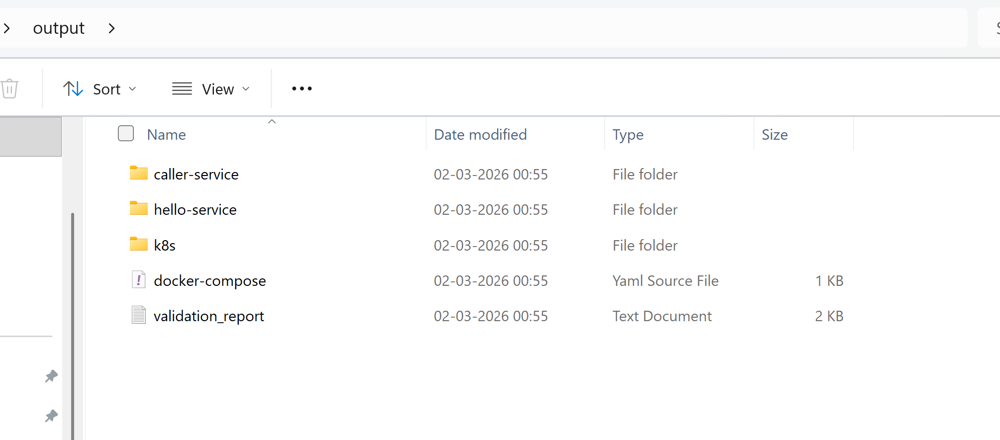 output
Sort View
Name Date modified Type Size
caller-service 02-03-2026 00:55 File folder
hello-service 02-03-2026 00:55 File folder
k8s 02-03-2026 00:55 File folder
docker-compose 02-03-2026 00:55 Yaml Source File 1 KB
validation_report 02-03-2026 00:55 Text Document 2 KB